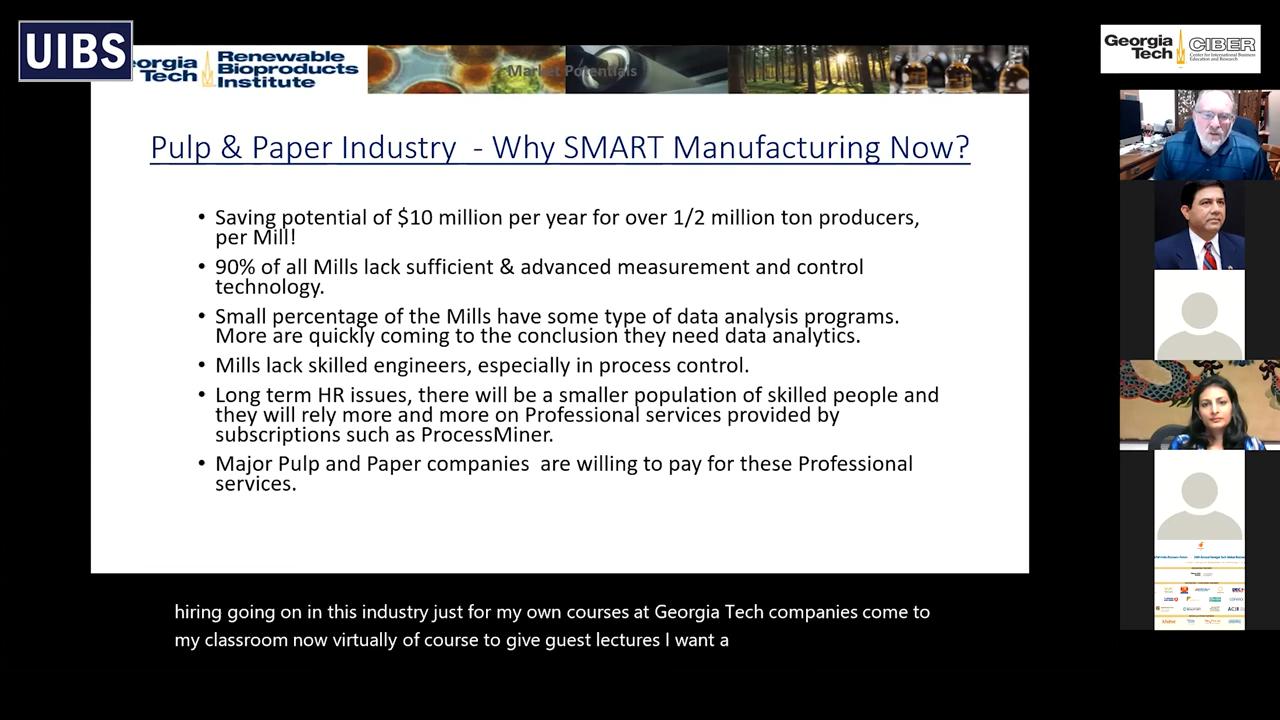 UIBS
Georgia
Tech
Renewable
Bioproducts
Institute
Market Potentials
Georgia
Tech
CIBER
Center for International Business
Education and Research
Pulp & Paper Industry - Why SMART Manufacturing Now?
• Saving potential of $10 million per year for over 1/2 million ton producers,
per Mill!
• 90% of all Mills lack sufficient & advanced measurement and control
technology.
• Small percentage of the Mills have some type of data analysis programs.
More are quickly coming to the conclusion they need data analytics.
• Mills lack skilled engineers, especially in process control.
• Long term HR issues, there will be a smaller population of skilled people and
they will rely more and more on Professional services provided by
subscriptions such as ProcessMiner.
• Major Pulp and Paper companies are willing to pay for these Professional
services.
hiring going on in this industry just for my own courses at Georgia Tech companies come to
my classroom now virtually of course to give guest lectures I want a